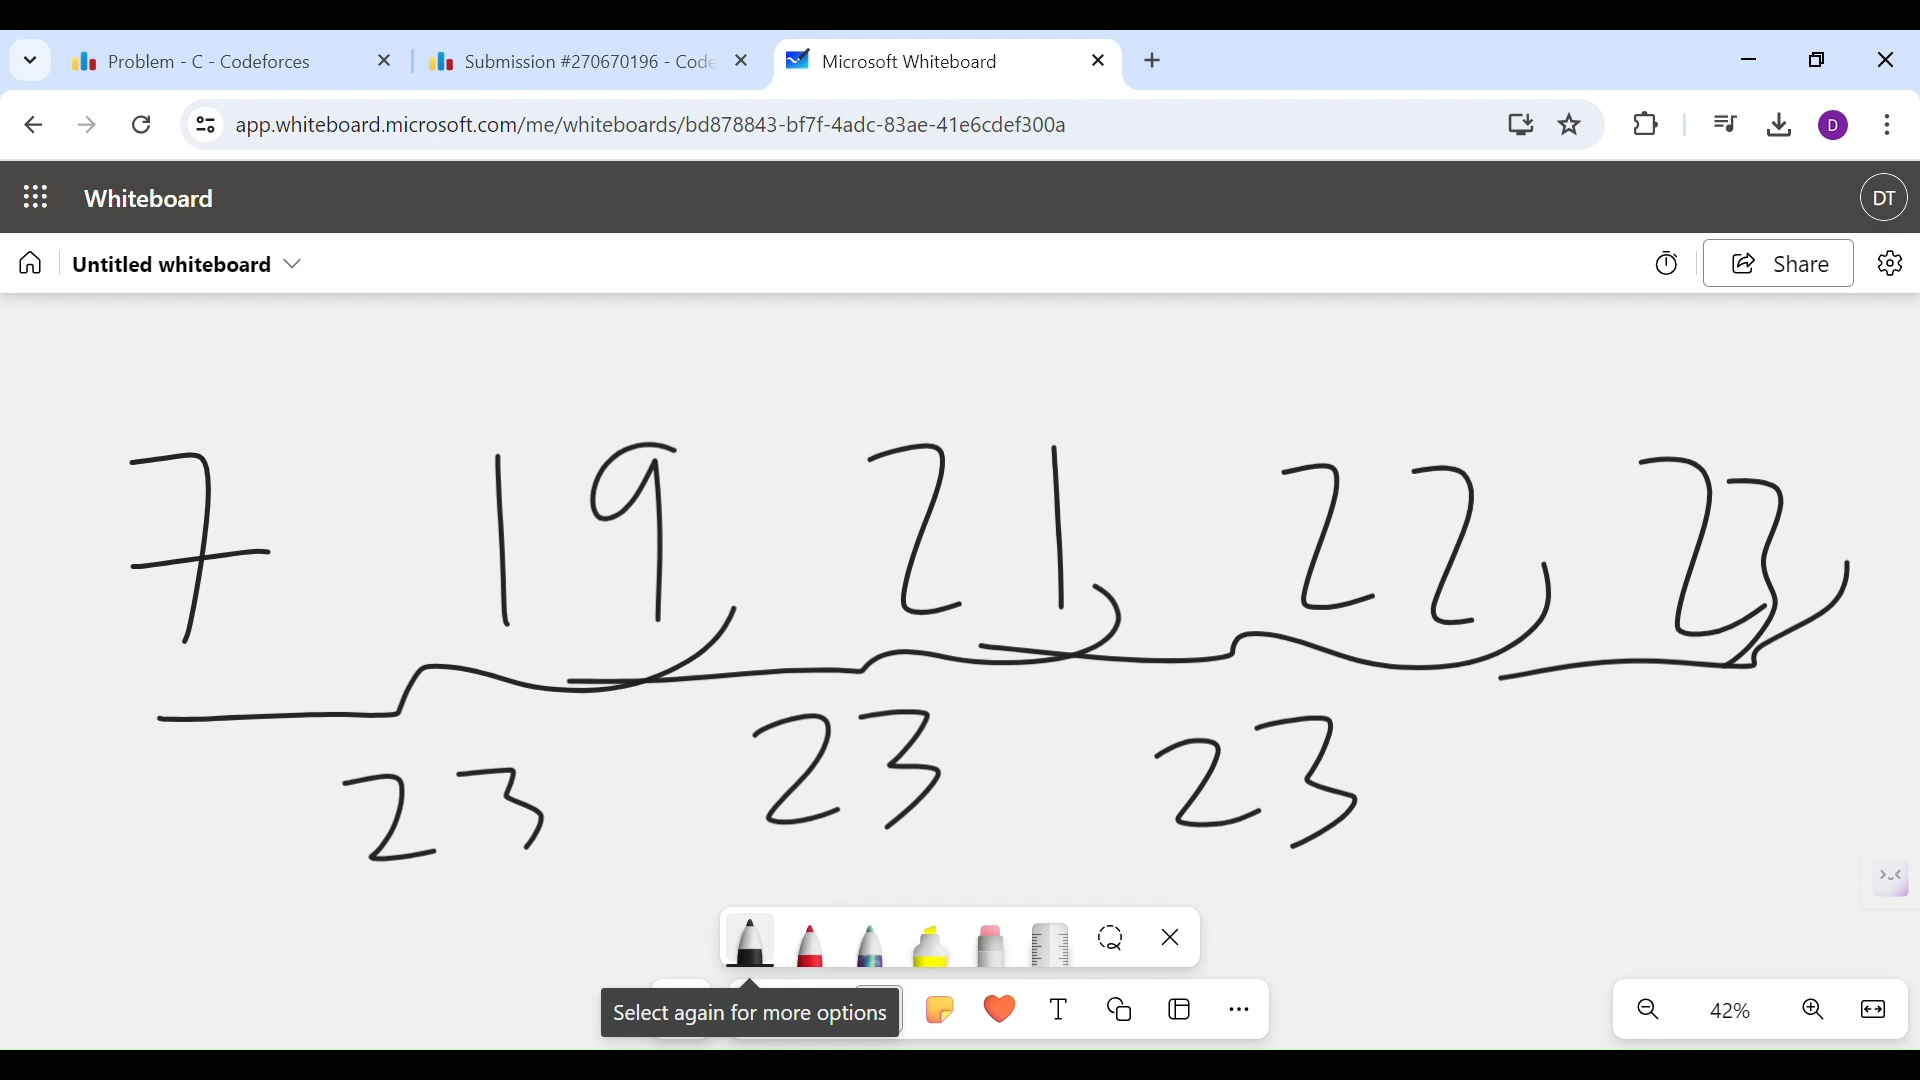 Problem - C - Codeforces
Submission #270670196 - Code
Microsoft Whiteboard
app.whiteboard.microsoft.com/me/whiteboards/bd878843-bf7f-4adc-83ae-41e6cdef300a
D
Whiteboard
DT
Untitled whiteboard
Share
7 19, 21, 22, 23,
23 23 23
Select again for more options
T
42%